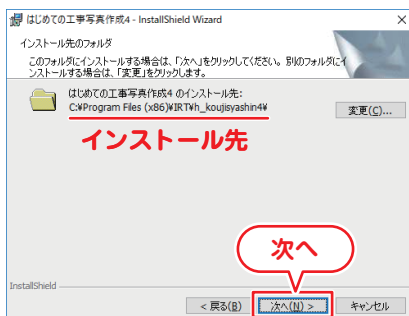 はじめての工事写真作成4 - InstallShield Wizard
インストール先のフォルダ
このフォルダにインストールする場合は、「次へ」をクリックしてください。別のフォルダにイ
ンストールする場合は、「変更」をクリックします。
はじめての工事写真作成4 のインストール先:
C:¥Program Files (x86)¥IRT¥h_koujisyashin4¥
変更(C)...
インストール先
次へ
InstallShield
< 戻る(B)
次へ(N) >
キャンセル